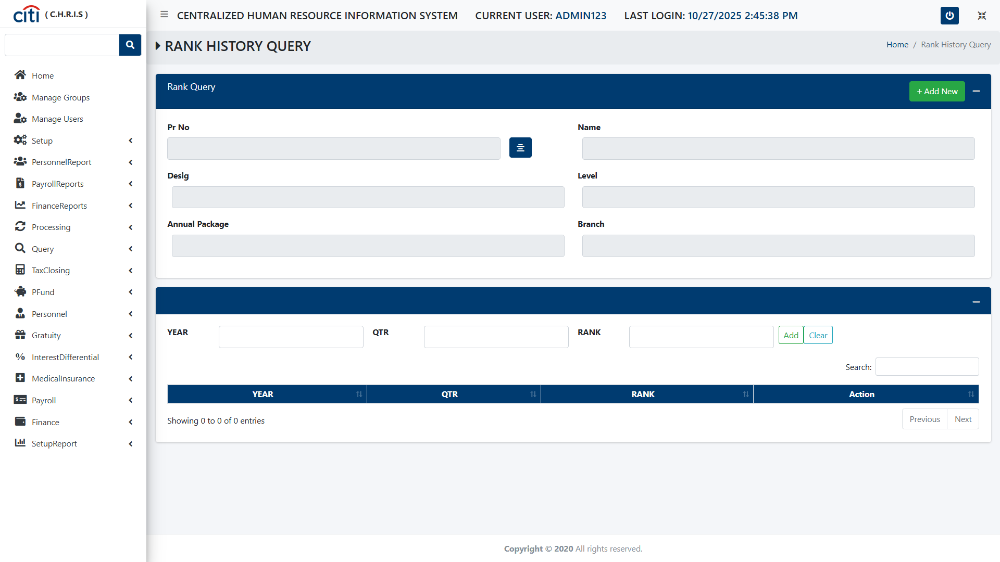 citi ( C.H.R.I.S )
CENTRALIZED HUMAN RESOURCE INFORMATION SYSTEM CURRENT USER: ADMIN123 LAST LOGIN: 10/27/2025 2:45:38 PM
RANK HISTORY QUERY
Home / Rank History Query
Home
Manage Groups
Manage Users
Setup
PersonnelReport
PayrollReports
FinanceReports
Processing
Query
TaxClosing
PFund
Personnel
Gratuity
InterestDifferential
MedicalInsurance
Payroll
Finance
SetupReport
Rank Query
+ Add New
Pr No
Name
Desig
Level
Annual Package
Branch
YEAR QTR RANK Add Clear
Search:
YEAR QTR RANK Action
Showing 0 to 0 of 0 entries
Previous Next
Copyright © 2020 All rights reserved.